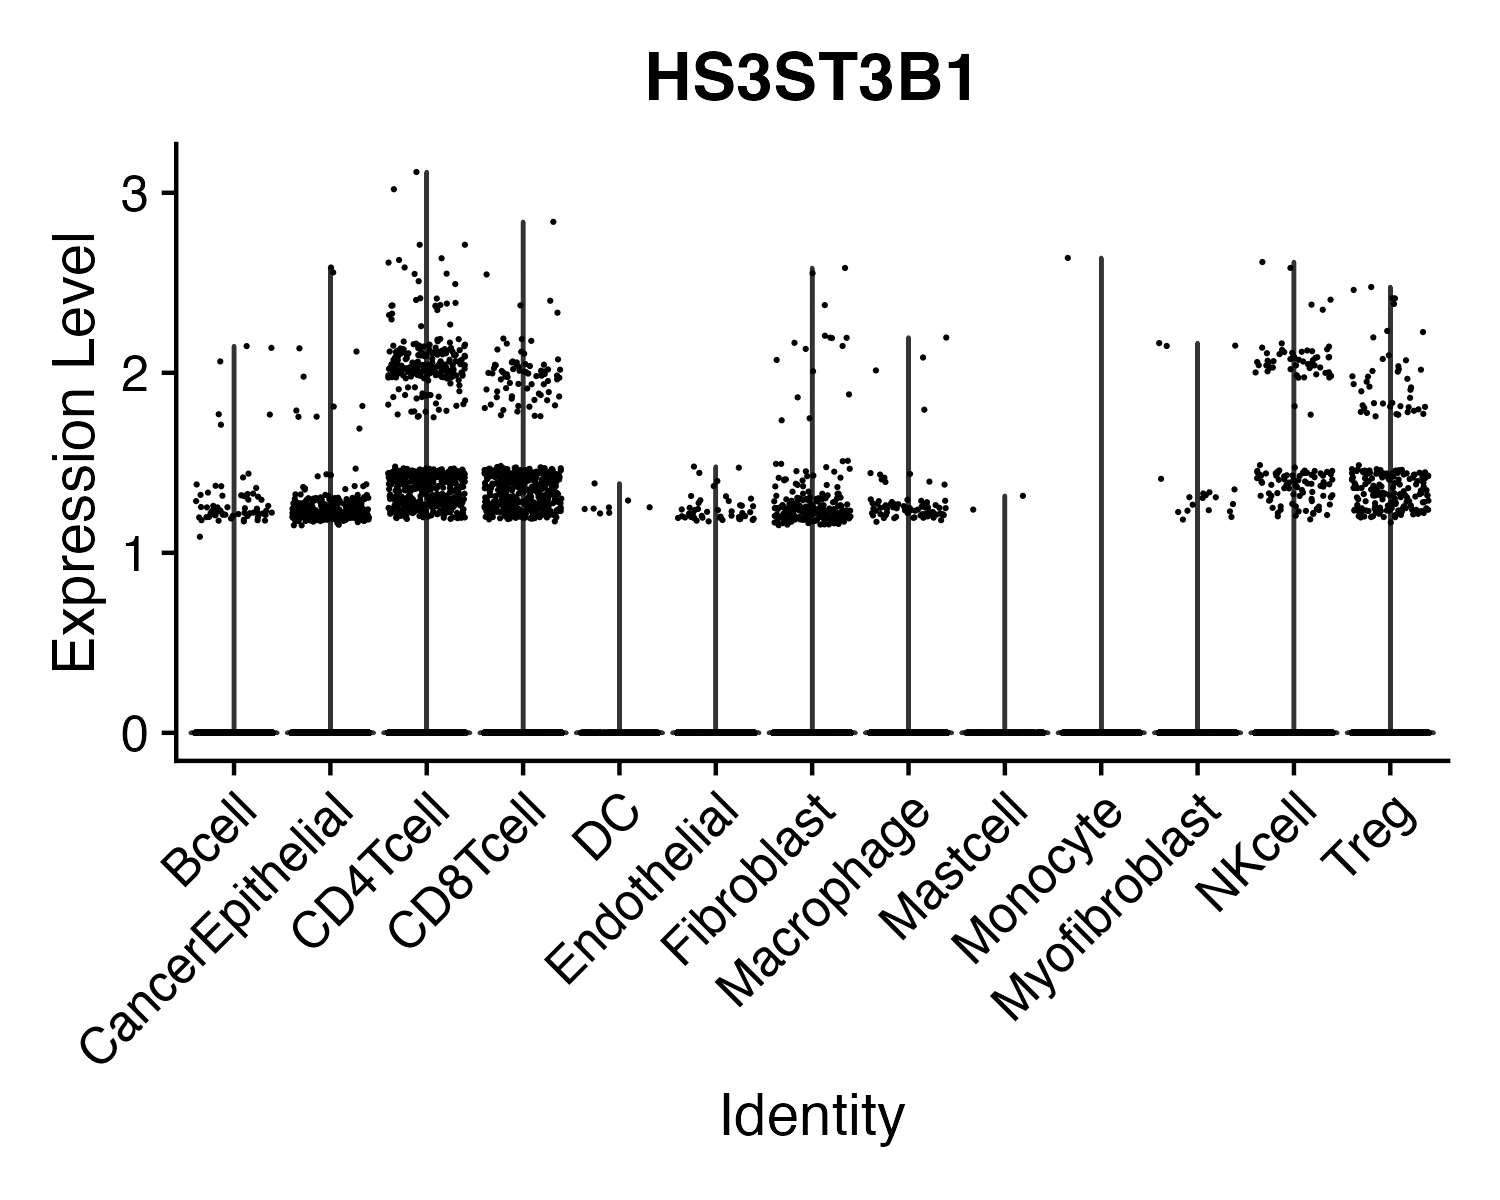 HS3ST3B1
Expression Level
3
2
1
0
Bcell
CancerEpithelial
CD4Tcell
CD8Tcell
DC
Endothelial
Fibroblast
Macrophage
Mastcell
Monocyte
Myofibroblast
NKcell
Treg
Identity